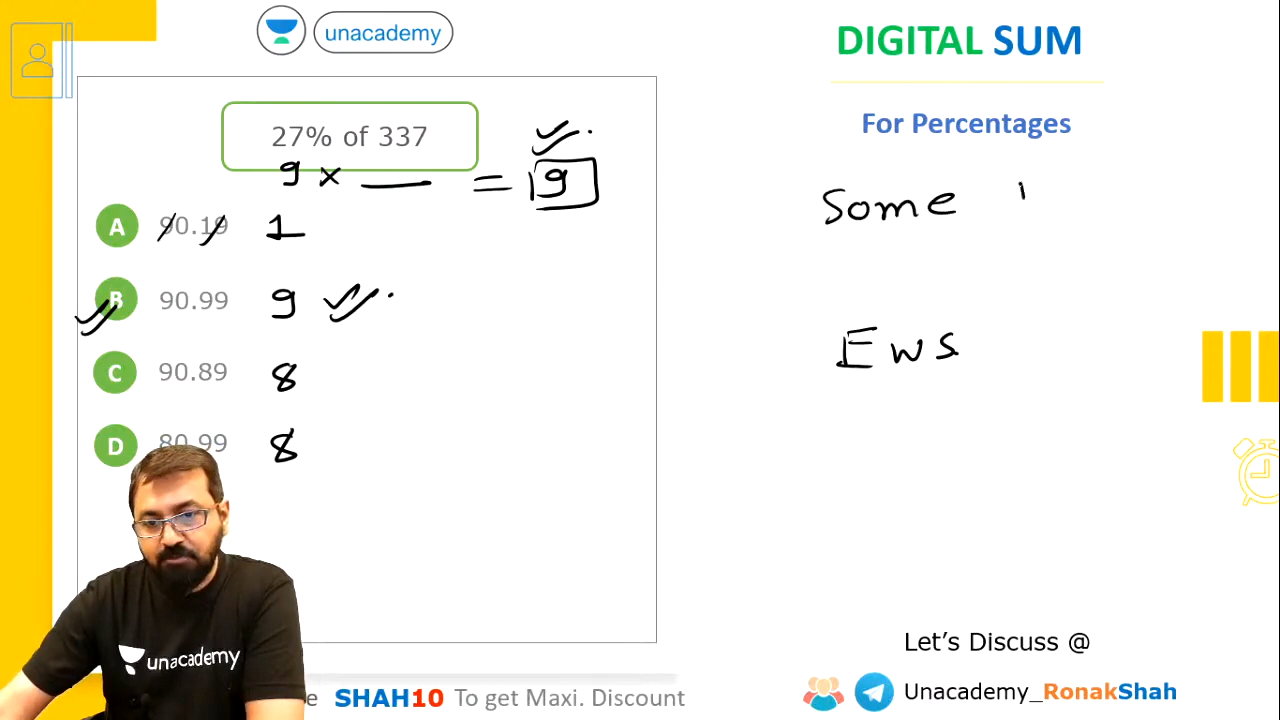 unacademy
DIGITAL SUM
For Percentages
27% of 337
9 × ___ = 9
A 90.19 1
B 90.99 9
C 90.89 8
D 80.99 8
Some
EWS
unacademy
Let’s Discuss @
Unacademy_RonakShah
SHAH10 To get Maxi. Discount